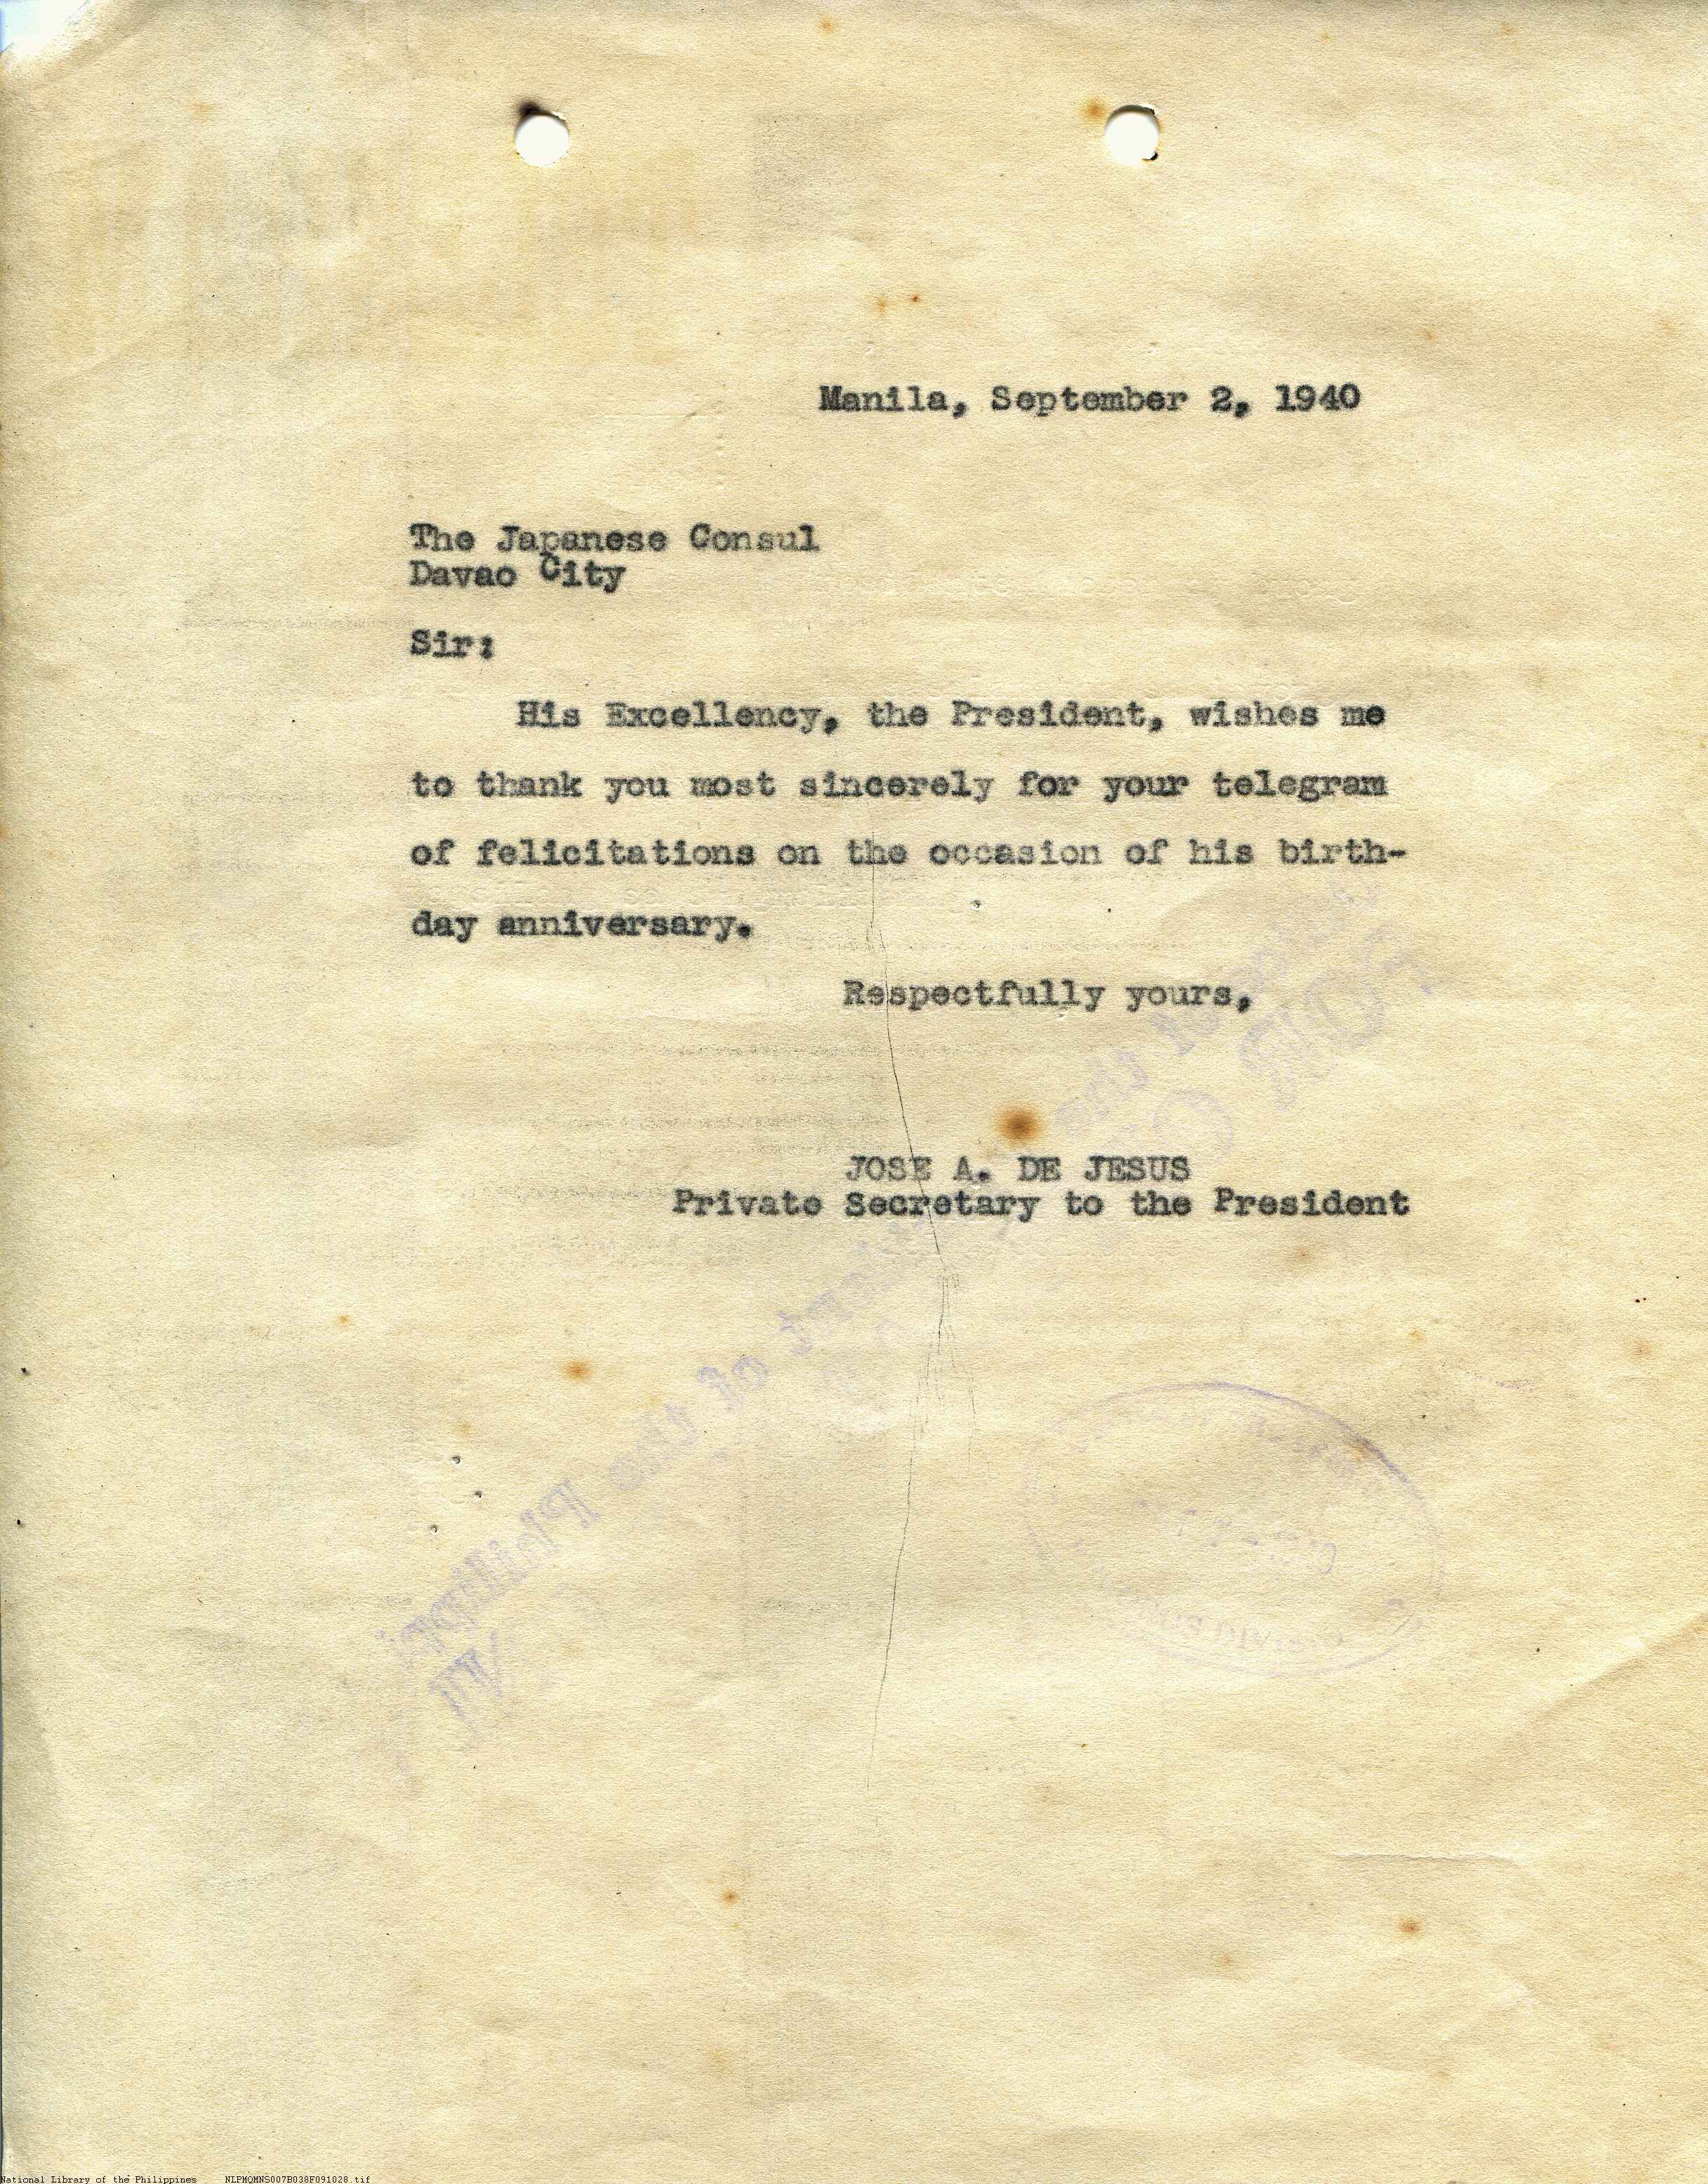 Manila, September 2, 1940
The Japanese Consul
Davao City
Sir:
His Excellency, the President, wishes me
to thank you most sincerely for your telegram
of felicitations on the occasion of his birth-
day anniversary.
Respectfully yours,
JOSE A. DE JESUS
Private Secretary to the President
of the
National Library of the Philippines NLPMQMNS007B038F091028.tif